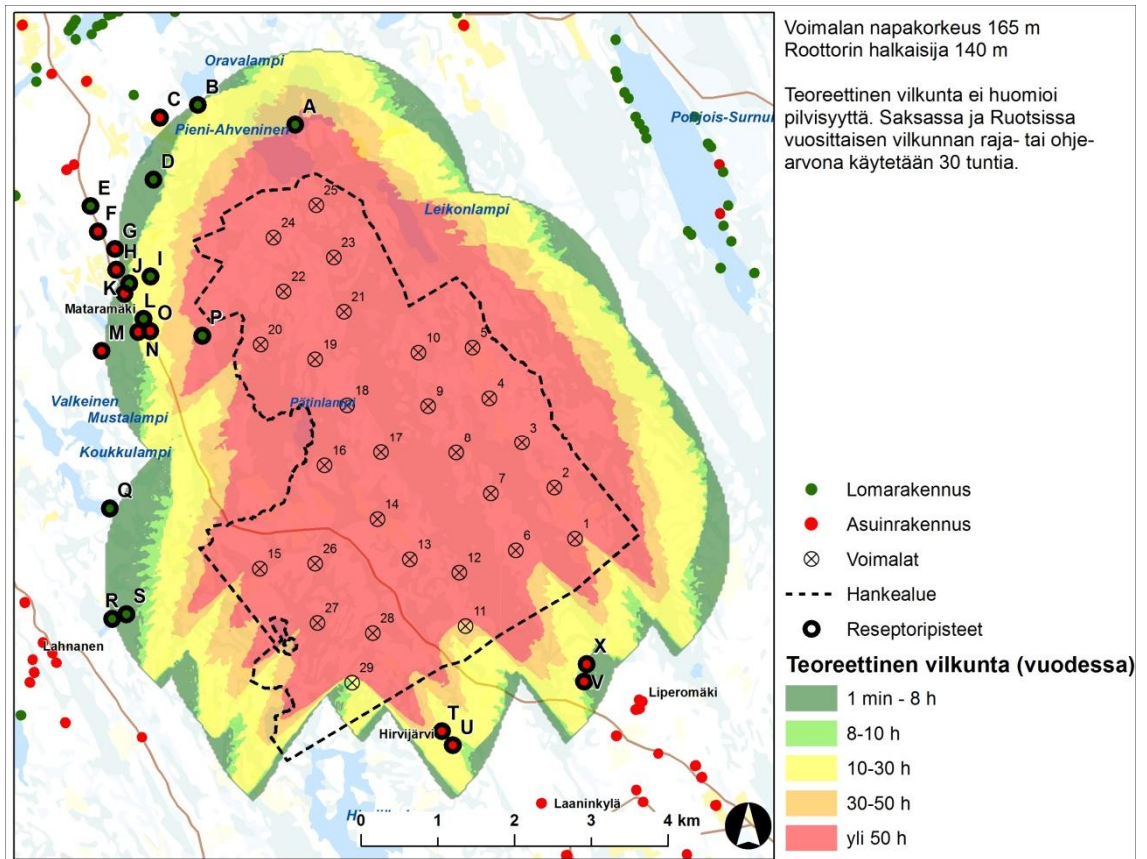 Voimalan napakorkeus 165 m
Roottorin halkaisija 140 m
Teoreettinen vilkunta ei huomioi
pilvisyyttä. Saksassa ja Ruotsissa
vuosittaisen vilkunnan raja- tai ohje-
arvona käytetään 30 tuntia.
Oravalampi
B
C
A
Pieni-Ahveninen
Pohjois-Surnui
D
E
F
G
H
I
J
K
Leikonlampi
Mataramäki
L
O
M
N
P
25
24
23
22
21
20
19
10
5
18
Pätinlampi
9
4
Valkeinen
Mustalampi
Koukkulampi
17
16
8
3
7
2
Q
14
1
6
15
26
13
12
R
S
27
28
11
Lahnanen
29
X
V
Liperomäki
T
U
Hirvijärvi
Laaninkylä
0
1
2
3
4 km
Lomarakennus
Asuinrakennus
Voimalat
Hankealue
Reseptoripisteet
Teoreettinen vilkunta (vuodessa)
1 min - 8 h
8-10 h
10-30 h
30-50 h
yli 50 h